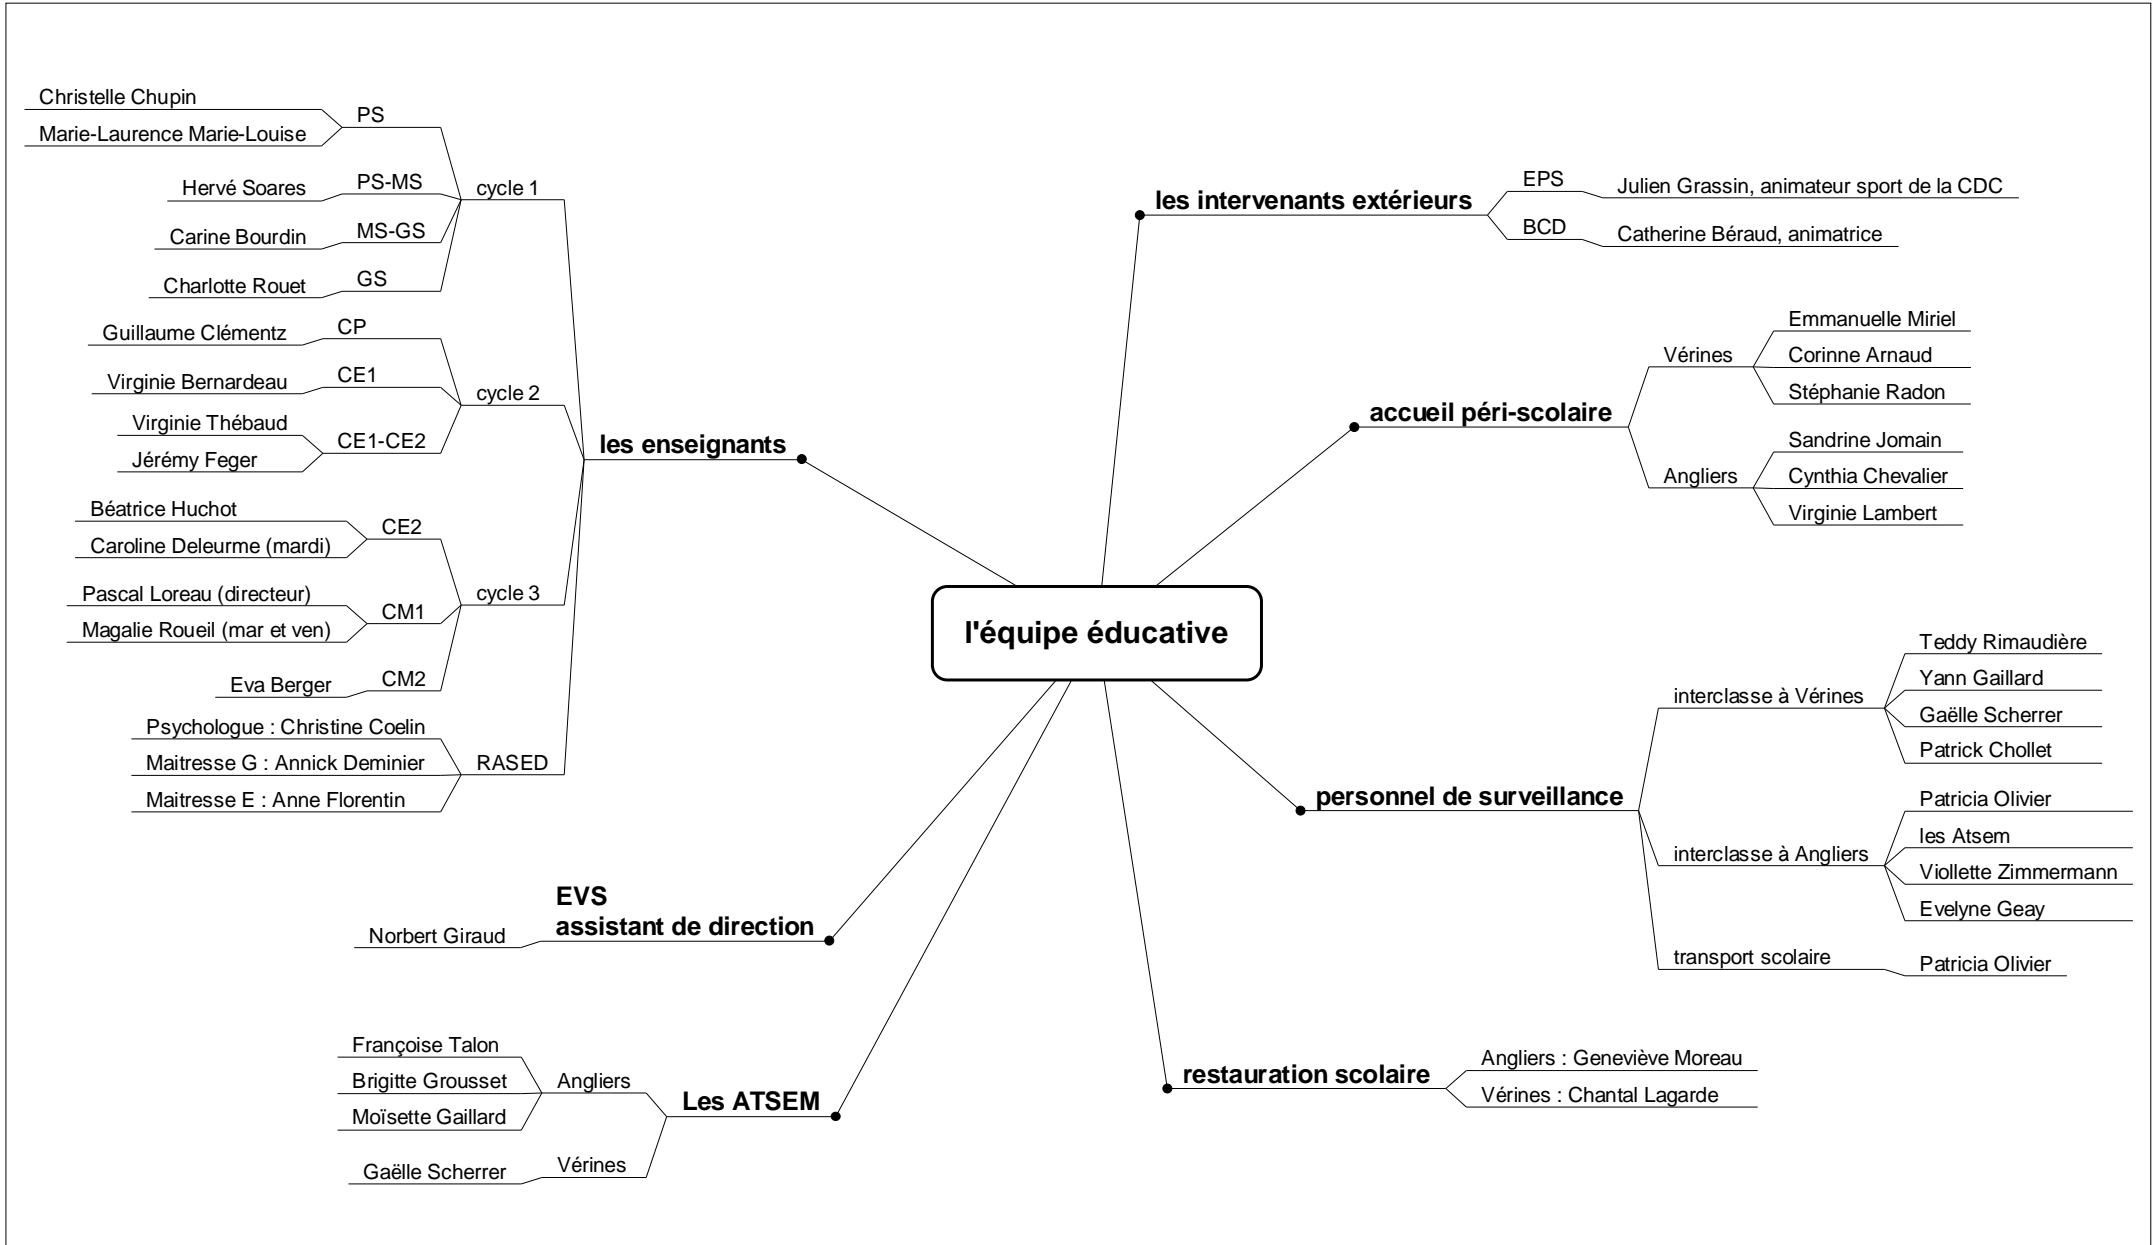 l'équipe éducative
les enseignants
cycle 1
PS
Christelle Chupin
Marie-Laurence Marie-Louise
PS-MS
Hervé Soares
MS-GS
Carine Bourdin
GS
Charlotte Rouet
cycle 2
CP
Guillaume Clémentz
CE1
Virginie Bernardeau
CE1-CE2
Virginie Thébaud
Jérémy Feger
cycle 3
CE2
Béatrice Huchot
Caroline Deleurme (mardi)
CM1
Pascal Loreau (directeur)
Magalie Roueil (mar et ven)
CM2
Eva Berger
RASED
Psychologue : Christine Coelin
Maitresse G : Annick Deminier
Maitresse E : Anne Florentin
EVS
assistant de direction
Norbert Giraud
Les ATSEM
Angliers
Françoise Talon
Brigitte Grousset
Moïsette Gaillard
Vérines
Gaëlle Scherrer
les intervenants extérieurs
EPS
Julien Grassin, animateur sport de la CDC
BCD
Catherine Béraud, animatrice
accueil péri-scolaire
Vérines
Emmanuelle Miriel
Corinne Arnaud
Stéphanie Radon
Angliers
Sandrine Jomain
Cynthia Chevalier
Virginie Lambert
personnel de surveillance
interclasse à Vérines
Teddy Rimaudière
Yann Gaillard
Gaëlle Scherrer
Patrick Chollet
interclasse à Angliers
Patricia Olivier
les Atsem
Viollette Zimmermann
Evelyne Geay
transport scolaire
Patricia Olivier
restauration scolaire
Angliers : Geneviève Moreau
Vérines : Chantal Lagarde